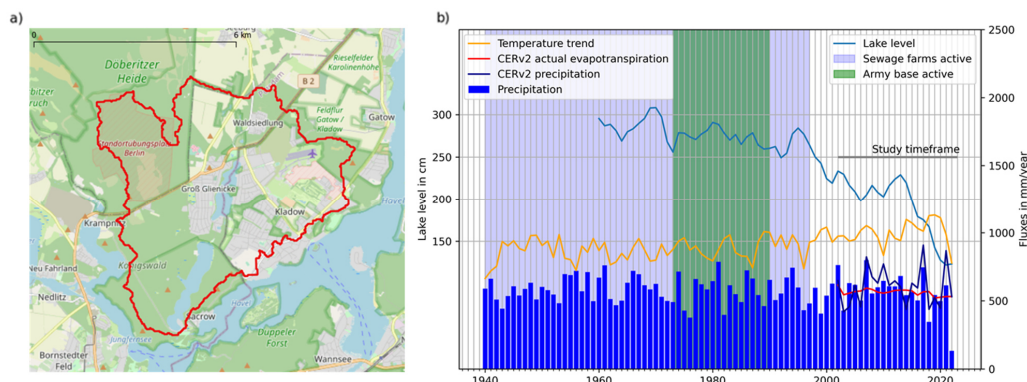 a)
0
6 km
Seeburg
Döberitzer
Heide
Rieselfelder
Karolinenhöhe
B 2
Feldflur
Gatow /
Kladow
Gatow
Waldsiedlung
Standortübungsplatz
Berlin
Groß Glienicke
Kladow
Krampnitz
Königswald
Neu Fahrland
Nedlitz
Sacrow
Havel
Jungfernsee
Düppeler
Forst
Bornstedter
Feld
Wannsee
b)
Temperature trend
CERv2 actual evapotranspiration
CERv2 precipitation
Precipitation
Lake level
Sewage farms active
Army base active
Study timeframe
Lake level in cm
300
250
200
150
Fluxes in mm/year
2500
2000
1500
1000
500
0
1940
1960
1980
2000
2020